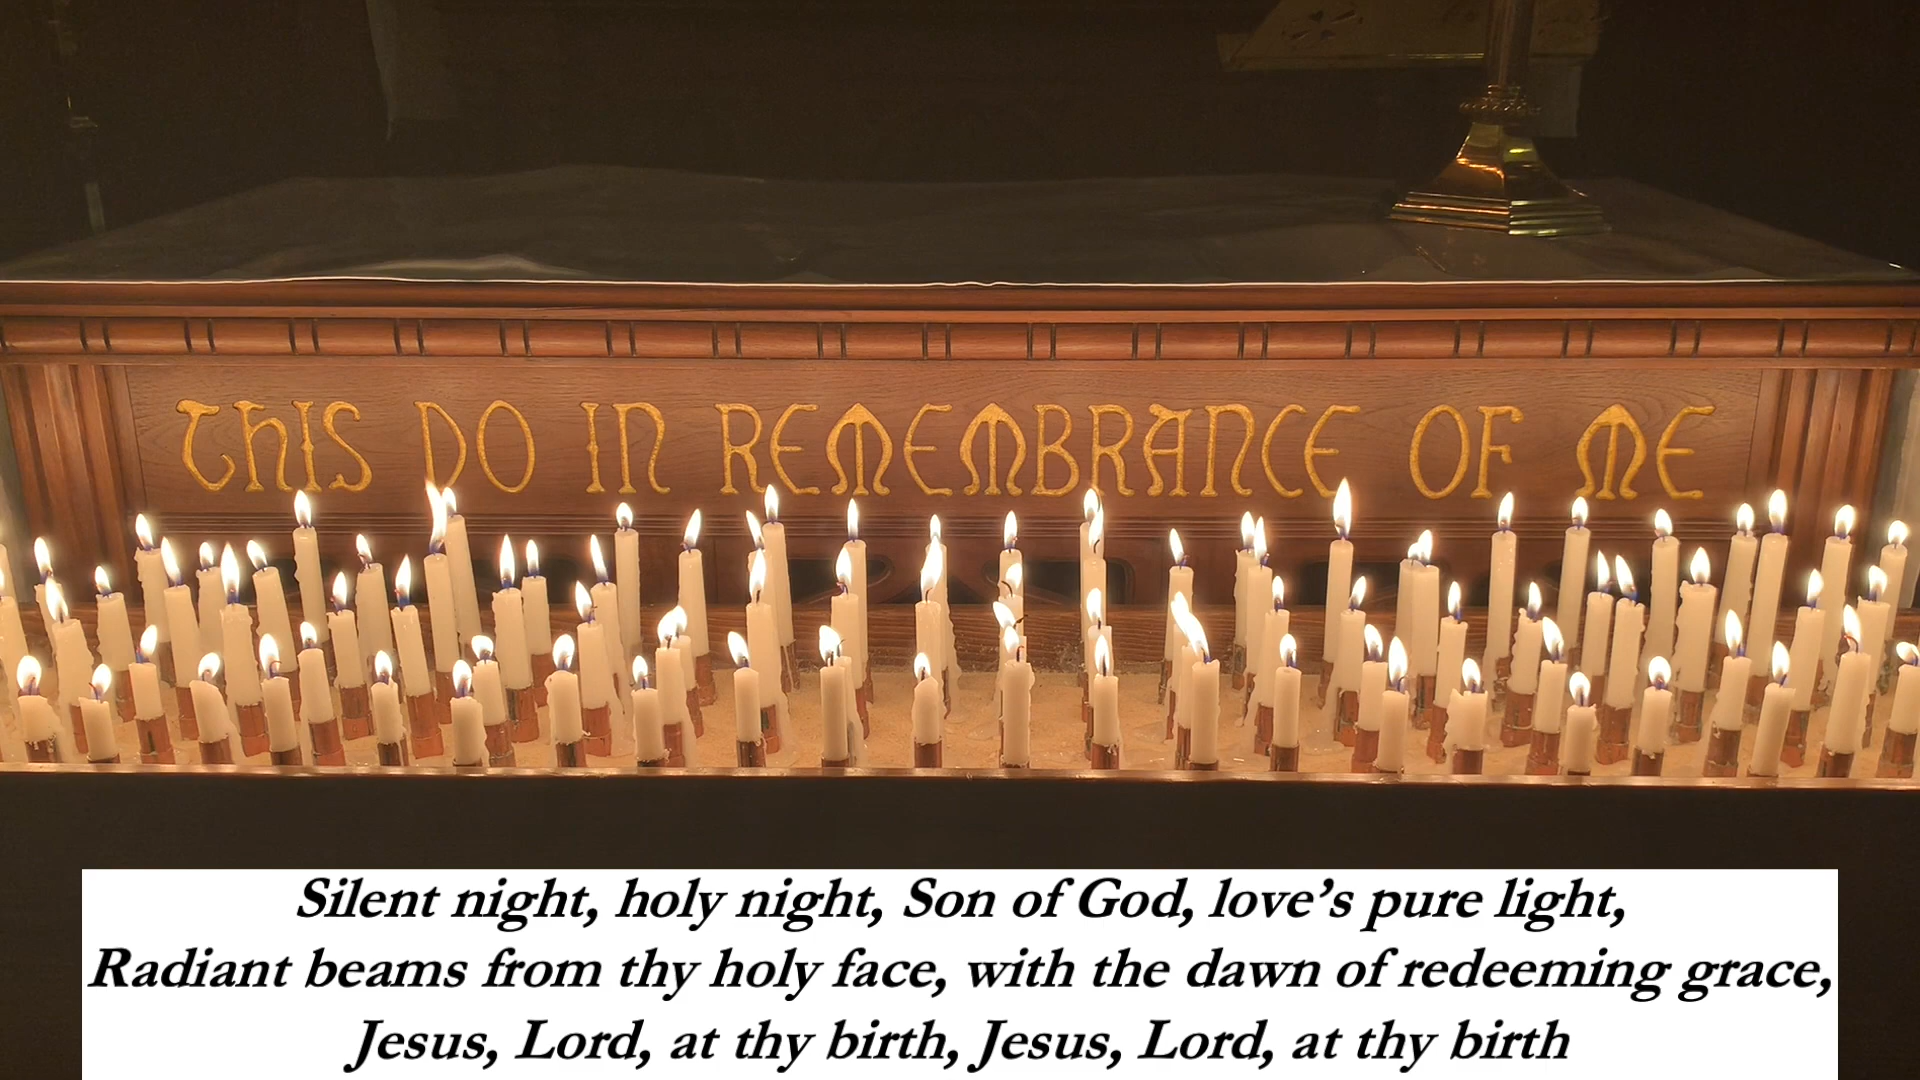 THIS DO IN REMEMBRANCE OF ME
Silent night, holy night, Son of God, love’s pure light,
Radiant beams from thy holy face, with the dawn of redeeming grace,
Jesus, Lord, at thy birth, Jesus, Lord, at thy birth